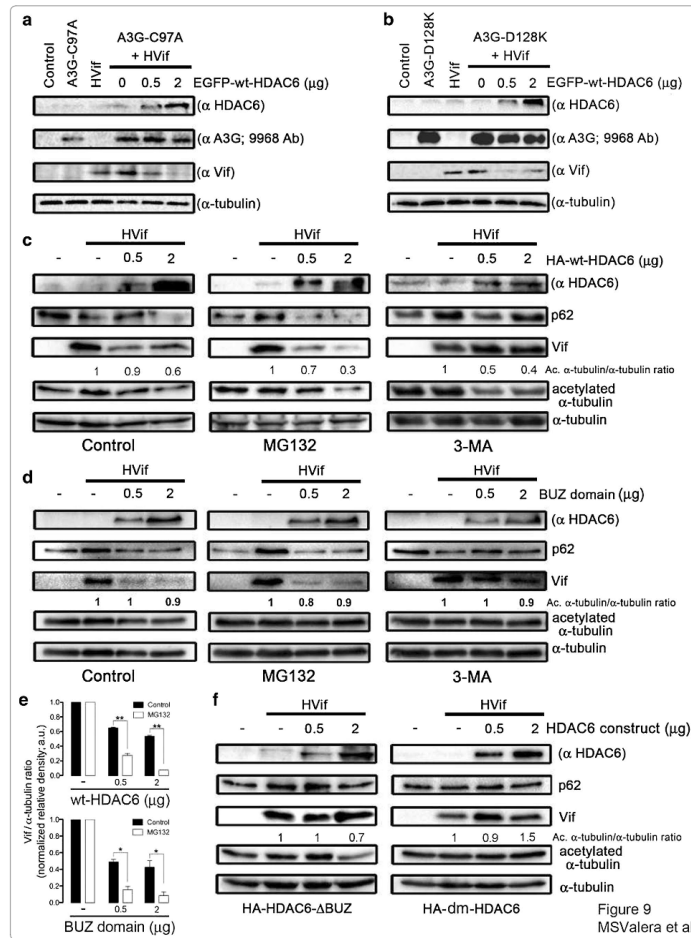 a
Control
A3G-C97A
HVif
A3G-C97A
+ HVif
0 0.5 2
EGFP-wt-HDAC6 (µg)
(α HDAC6)
(α A3G; 9968 Ab)
(α Vif)
(α-tubulin)
b
Control
A3G-D128K
HVif
A3G-D128K
+ HVif
0 0.5 2
EGFP-wt-HDAC6 (µg)
(α HDAC6)
(α A3G; 9968 Ab)
(α Vif)
(α-tubulin)
c
HVif HVif HVif
- - 0.5 2 - - 0.5 2 - - 0.5 2 HA-wt-HDAC6 (µg)
(α HDAC6)
p62
Vif
1 0.9 0.6 1 0.7 0.3 1 0.5 0.4 Ac. α-tubulin/α-tubulin ratio
acetylated
α-tubulin
α-tubulin
Control MG132 3-MA
d
HVif HVif HVif
- - 0.5 2 - - 0.5 2 - - 0.5 2 BUZ domain (µg)
(α HDAC6)
p62
Vif
1 1 0.9 1 0.8 0.9 1 1 0.9 Ac. α-tubulin/α-tubulin ratio
acetylated
α-tubulin
α-tubulin
Control MG132 3-MA
e
Vif/α-tubulin ratio
(normalized relative density; a.u.)
1.0
0.8
0.6
0.4
0.2
0.0
Control
MG132
** **
- 0.5 2
wt-HDAC6 (µg)
1.0
0.8
0.6
0.4
0.2
0.0
Control
MG132
* *
- 0.5 2
BUZ domain (µg)
f
HVif HVif
- - 0.5 2 - - 0.5 2 HDAC6 construct (µg)
(α HDAC6)
p62
Vif
1 1 0.7 1 0.9 1.5 Ac. α-tubulin/α-tubulin ratio
acetylated
α-tubulin
α-tubulin
HA-HDAC6-ΔBUZ HA-dm-HDAC6
Figure 9
MSValera et al